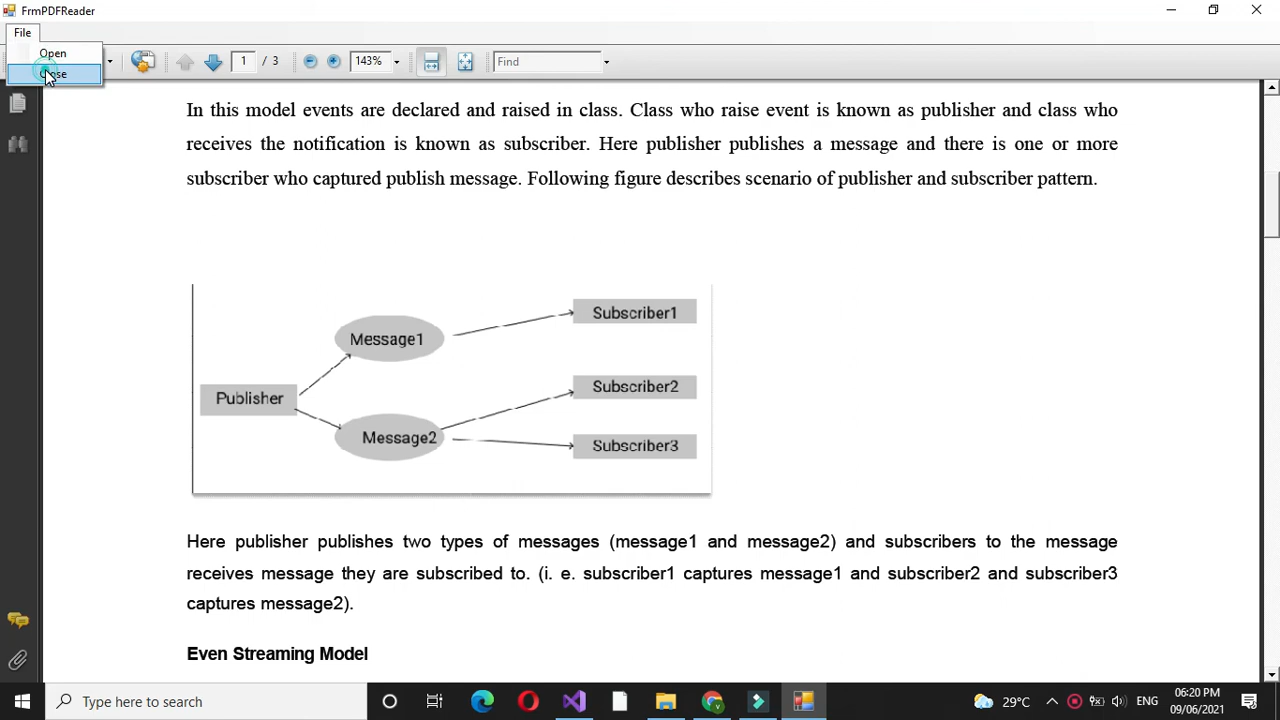 FrmPDFReader
File
Open
Close
1 / 3
143%
Find
In this model events are declared and raised in class. Class who raise event is known as publisher and class who
receives the notification is known as subscriber. Here publisher publishes a message and there is one or more
subscriber who captured publish message. Following figure describes scenario of publisher and subscriber pattern.
Message1
Subscriber1
Publisher
Subscriber2
Message2
Subscriber3
Here publisher publishes two types of messages (message1 and message2) and subscribers to the message
receives message they are subscribed to. (i. e. subscriber1 captures message1 and subscriber2 and subscriber3
captures message2).
Even Streaming Model
Type here to search
29°C
ENG
06:20 PM
09/06/2021